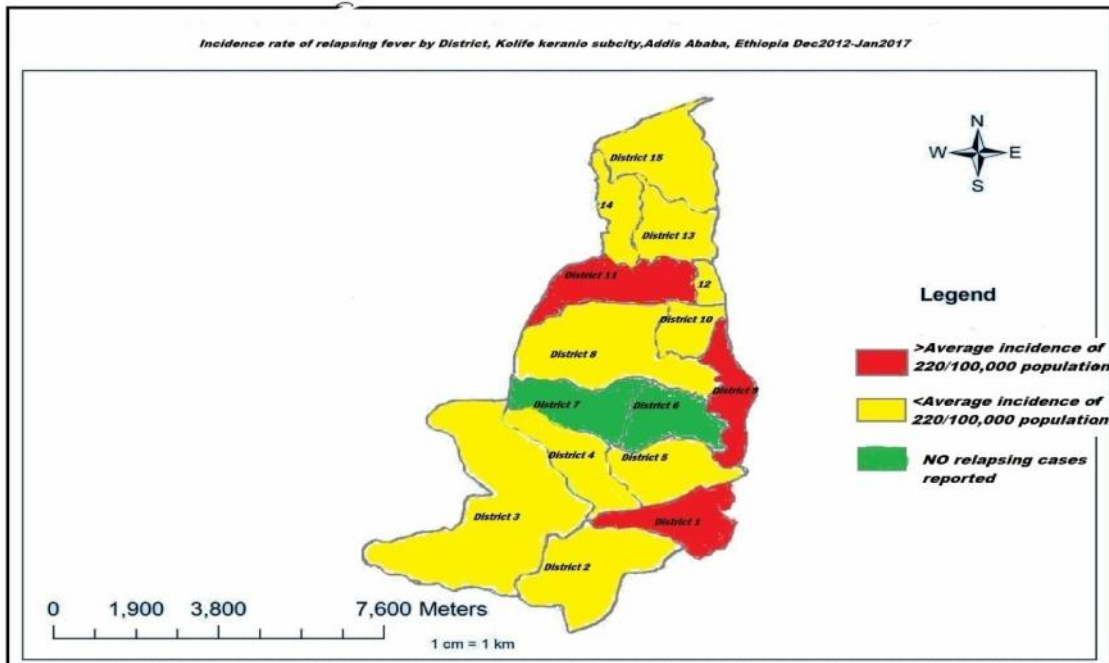 Incidence rate of relapsing fever by District, Kolife keranio subcity,Addis Ababa, Ethiopia Dec2012-Jan2017
N
W E
S
District 15
14
District 13
District 11
12
District 10
District 8
District 9
District 7
District 6
District 4
District 5
District 3
District 1
District 2
Legend
>Average incidence of
220/100,000 population
<Average incidence of
220/100,000 population
NO relapsing cases
reported
0 1,900 3,800 7,600 Meters
1 cm = 1 km